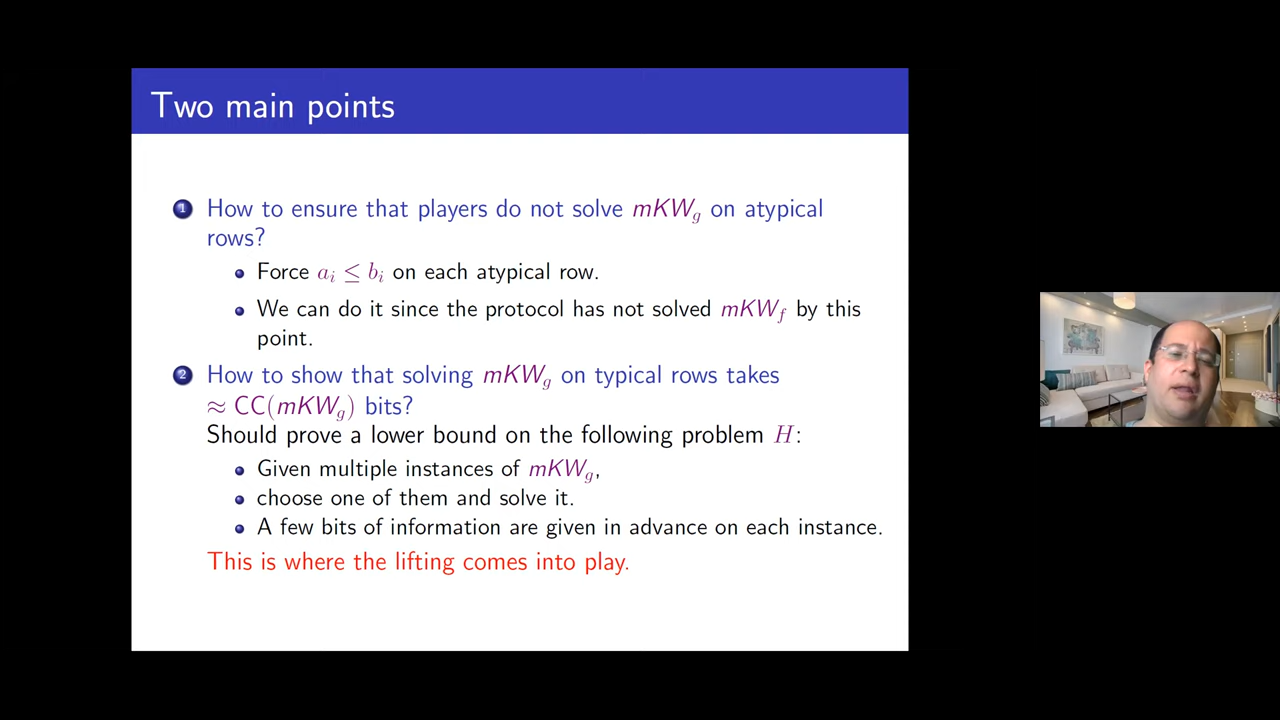 Two main points
1 How to ensure that players do not solve mKW_g on atypical
rows?
• Force a_i ≤ b_i on each atypical row.
• We can do it since the protocol has not solved mKW_f by this
point.
2 How to show that solving mKW_g on typical rows takes
≈ CC(mKW_g) bits?
Should prove a lower bound on the following problem H:
• Given multiple instances of mKW_g,
• choose one of them and solve it.
• A few bits of information are given in advance on each instance.
This is where the lifting comes into play.